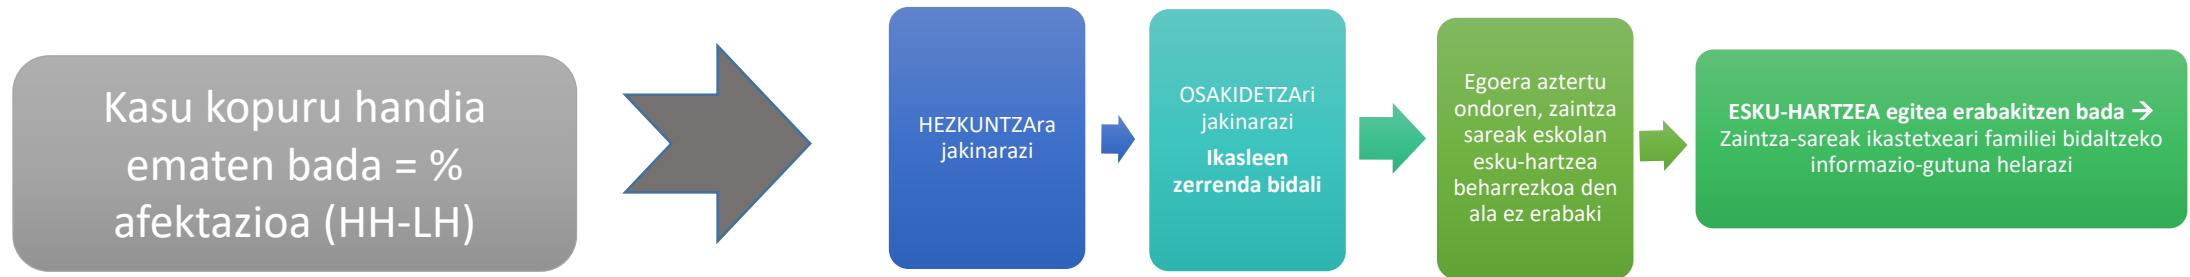 Kasu kopuru handia
ematen bada = %
afektazioa (HH-LH)
HEZKUNTZAra
jakinarazi
OSAKIDETZAri
jakinarazi
Ikasleen
zerrenda bidali
Egoera aztertu
ondoren, zaintza
sareak eskolan
esku-hartzea
beharrezkoa den
ala ez erabaki
ESKU-HARTZEA egitea erabakitzen bada →
Zaintza-sareak ikastetxeari familiei bidaltzeko
informazio-gutuna helarazi